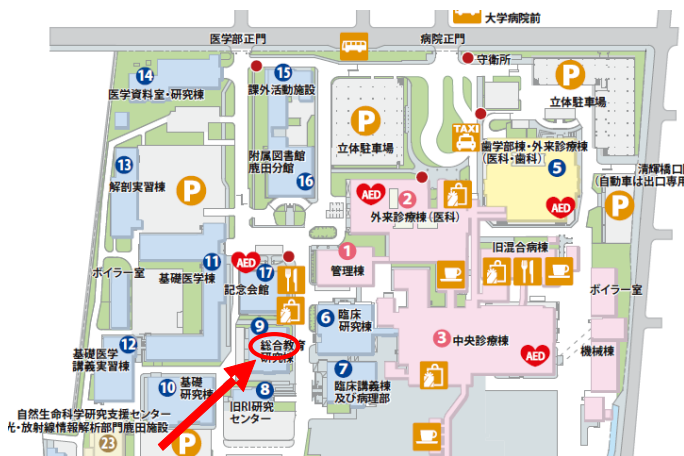 大学病院前
医学部正門
病院正門
守衛所
14
医学資料室・研究棟
15
課外活動施設
P
立体駐車場
P
立体駐車場
TAXI
歯学部棟・外来診療棟
(医科・歯科)
5
附属図書館
鹿田分館
16
13
解剖実習棟
P
清輝橋口門
(自動車は出口専用
P
AED
2
外来診療棟(医科)
AED
11
基礎医学棟
AED
17
記念会館
1
管理棟
旧混合病棟
ボイラー室
ボイラー室
9
総合教育
研究棟
6
臨床
研究棟
3
中央診療棟
AED
機械棟
12
基礎医学
講義実習棟
10
基礎
研究棟
8
旧RI研究
センター
7
臨床講義棟
及び病理部
自然生命科学研究支援センター
光・放射線情報解析部門鹿田施設
23
P